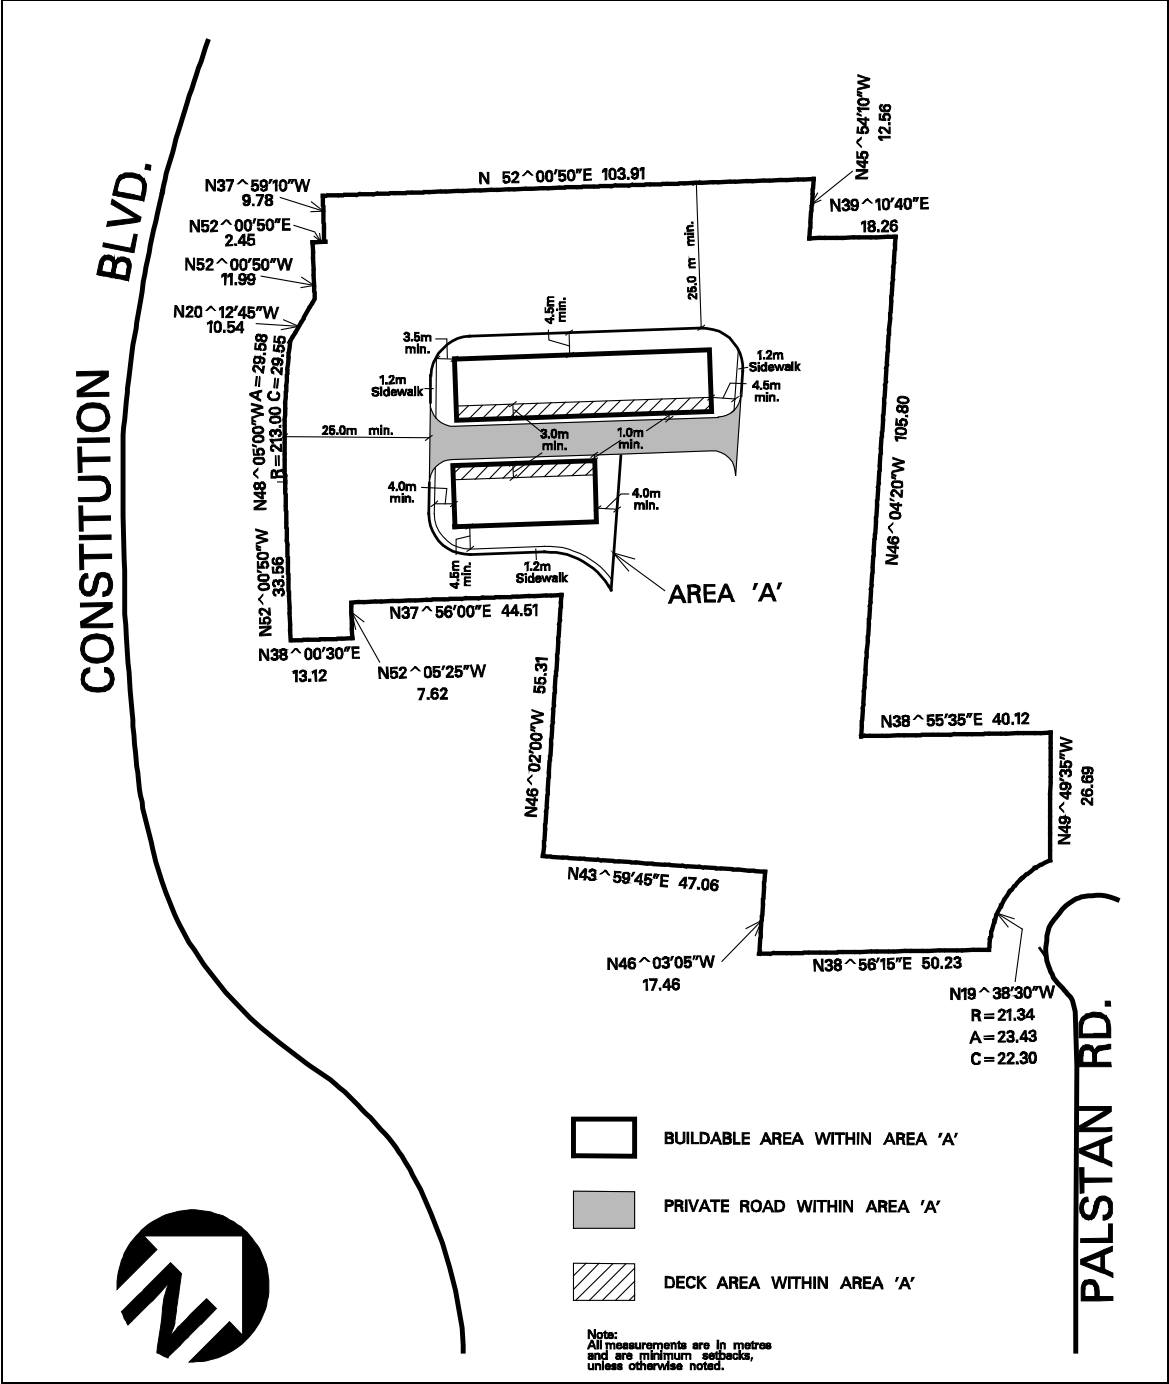 N45^54'10"W
12.56
N 52^00'50"E 103.91
N37^59'10"W
9.78
N39^10'40"E
18.26
N52^00'50"E
2.45
N52^00'50"W
11.99
N20^12'45"W
10.54
BLVD.
CONSTITUTION
25.0 m min.
4.5m
min.
3.5m
min.
1.2m
Sidewalk
1.2m
Sidewalk
4.5m
min.
N48^05'00"W A=29.58
R=213.00 C=29.55
25.0m min.
3.0m
min.
1.0m
min.
4.0m
min.
4.0m
min.
4.5m
min.
1.2m
Sidewalk
AREA 'A'
N46^04'20"W 105.80
N52^00'50"W
33.56
N37^56'00"E 44.51
N38^00'30"E
13.12
N52^05'25"W
7.62
N46^02'00"W 55.31
N38^55'35"E 40.12
N49^49'35"W
26.69
N43^59'45"E 47.06
N46^03'05"W
17.46
N38^56'15"E 50.23
N19^38'30"W
R=21.34
A=23.43
C=22.30
PALSTAN RD.
BUILDABLE AREA WITHIN AREA 'A'
PRIVATE ROAD WITHIN AREA 'A'
DECK AREA WITHIN AREA 'A'
N
Note:
All measurements are in metres
and are minimum setbacks,
unless otherwise noted.